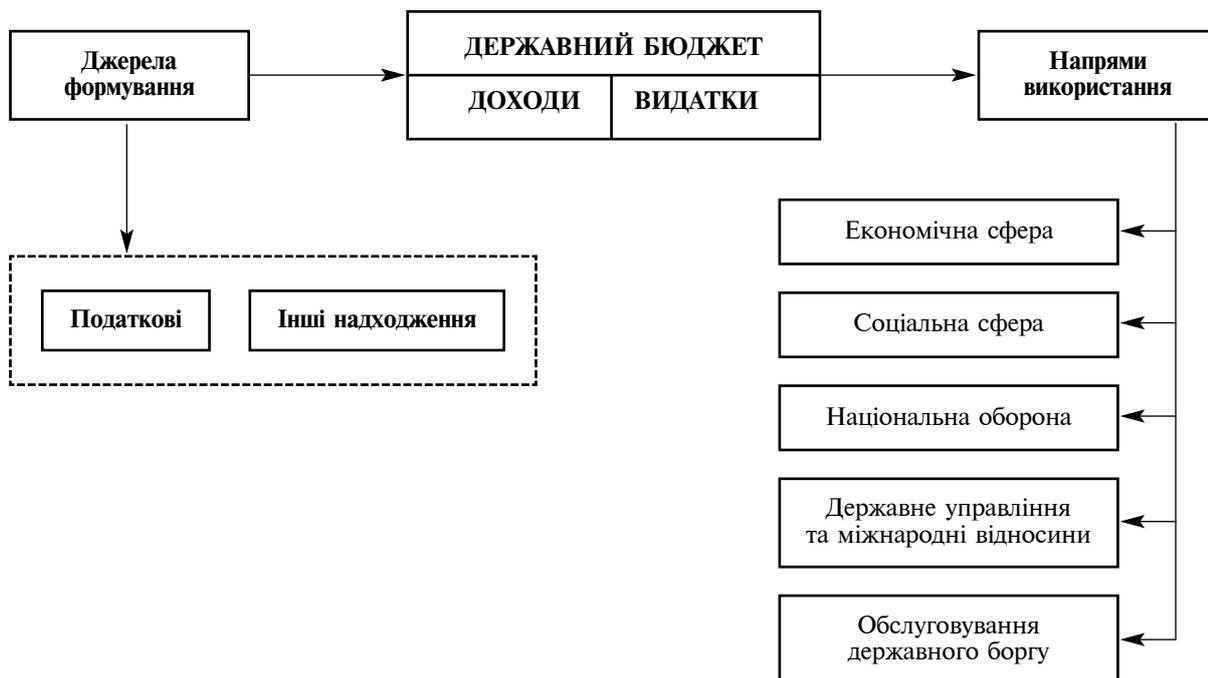 Джерела
формування
ДЕРЖАВНИЙ БЮДЖЕТ
ДОХОДИ
ВИДАТКИ
Напрями
використання
Податкові
Інші надходження
Економічна сфера
Соціальна сфера
Національна оборона
Державне управління
та міжнародні відносини
Обслуговування
державного боргу